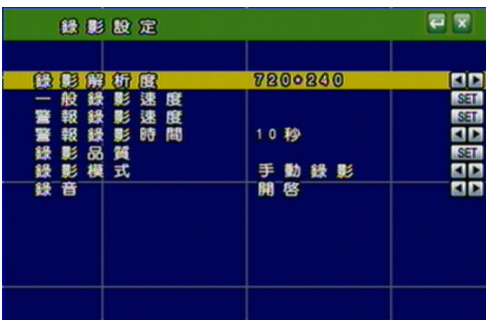 錄影設定
錄影解析度 720*240
一般錄影速度 SET
警報錄影速度 SET
警報錄影時間 10秒
錄影品質 SET
錄影模式 手動錄影
錄音 開啓